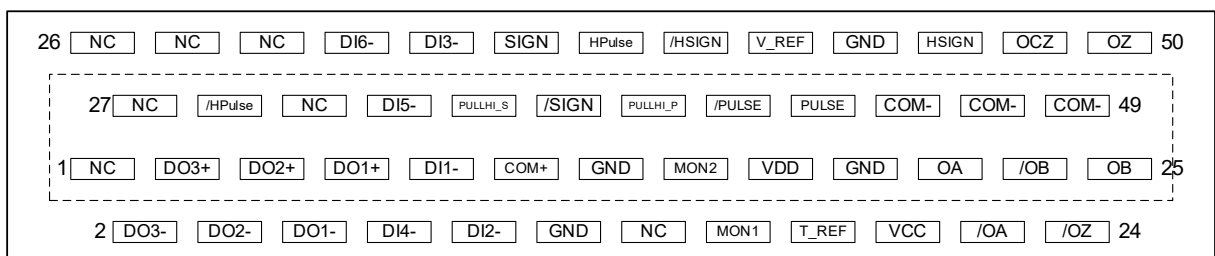 26 NC NC NC DI6- DI3- SIGN HPulse /HSIGN V_REF GND HSIGN OCZ OZ 50
27 NC /HPulse NC DI5- PULLHI_S /SIGN PULLHI_P /PULSE PULSE COM- COM- COM- 49
1 NC DO3+ DO2+ DO1+ DI1- COM+ GND MON2 VDD GND OA /OB OB 25
2 DO3- DO2- DO1- DI4- DI2- GND NC MON1 T_REF VCC /OA /OZ 24